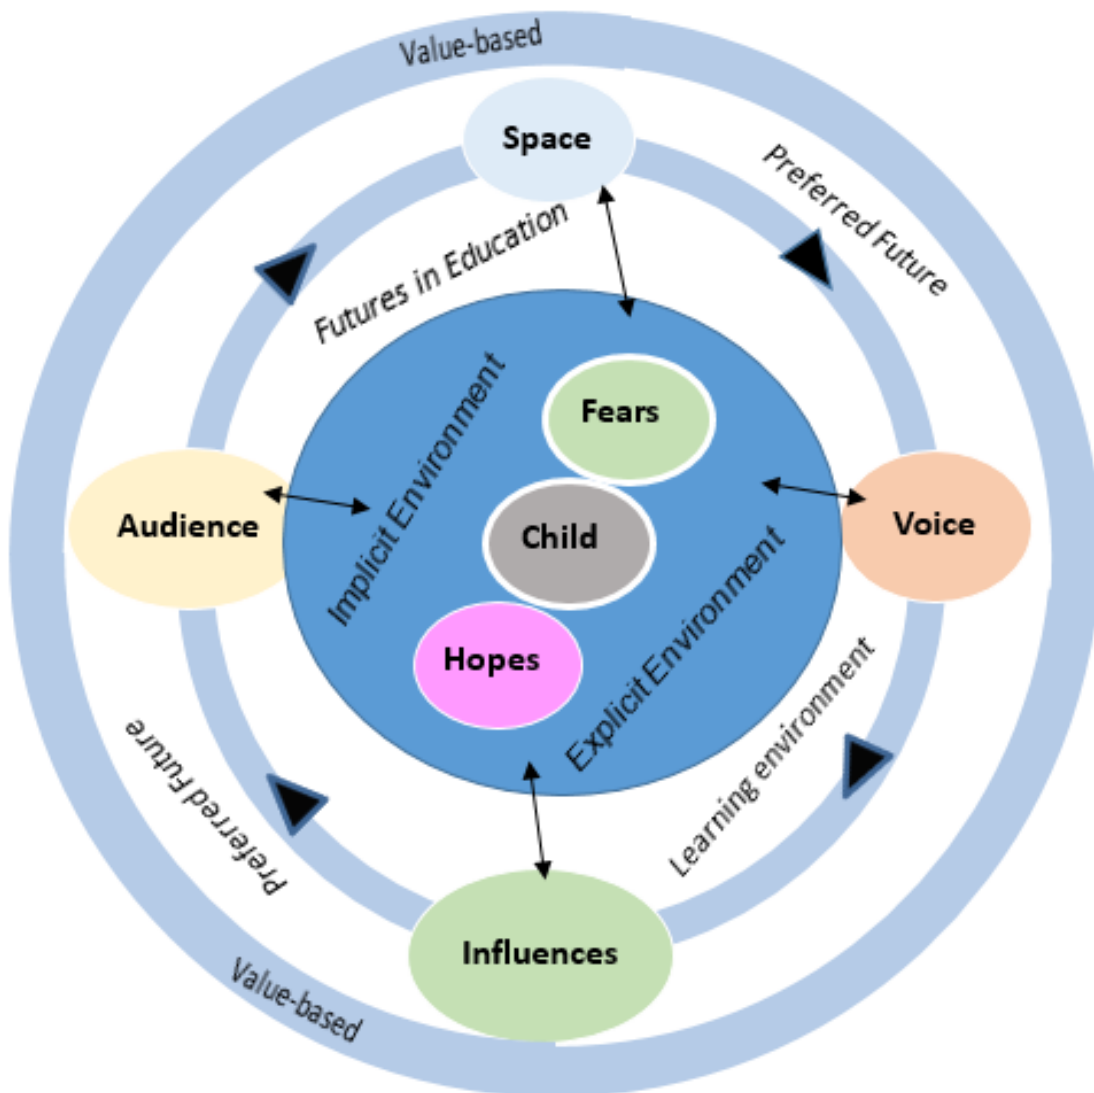 Value-based
Space
Preferred Future
Futures in Education
Fears
Implicit Environment
Audience
Child
Voice
Hopes
Explicit Environment
Learning environment
Preferred Future
Influences
Value-based